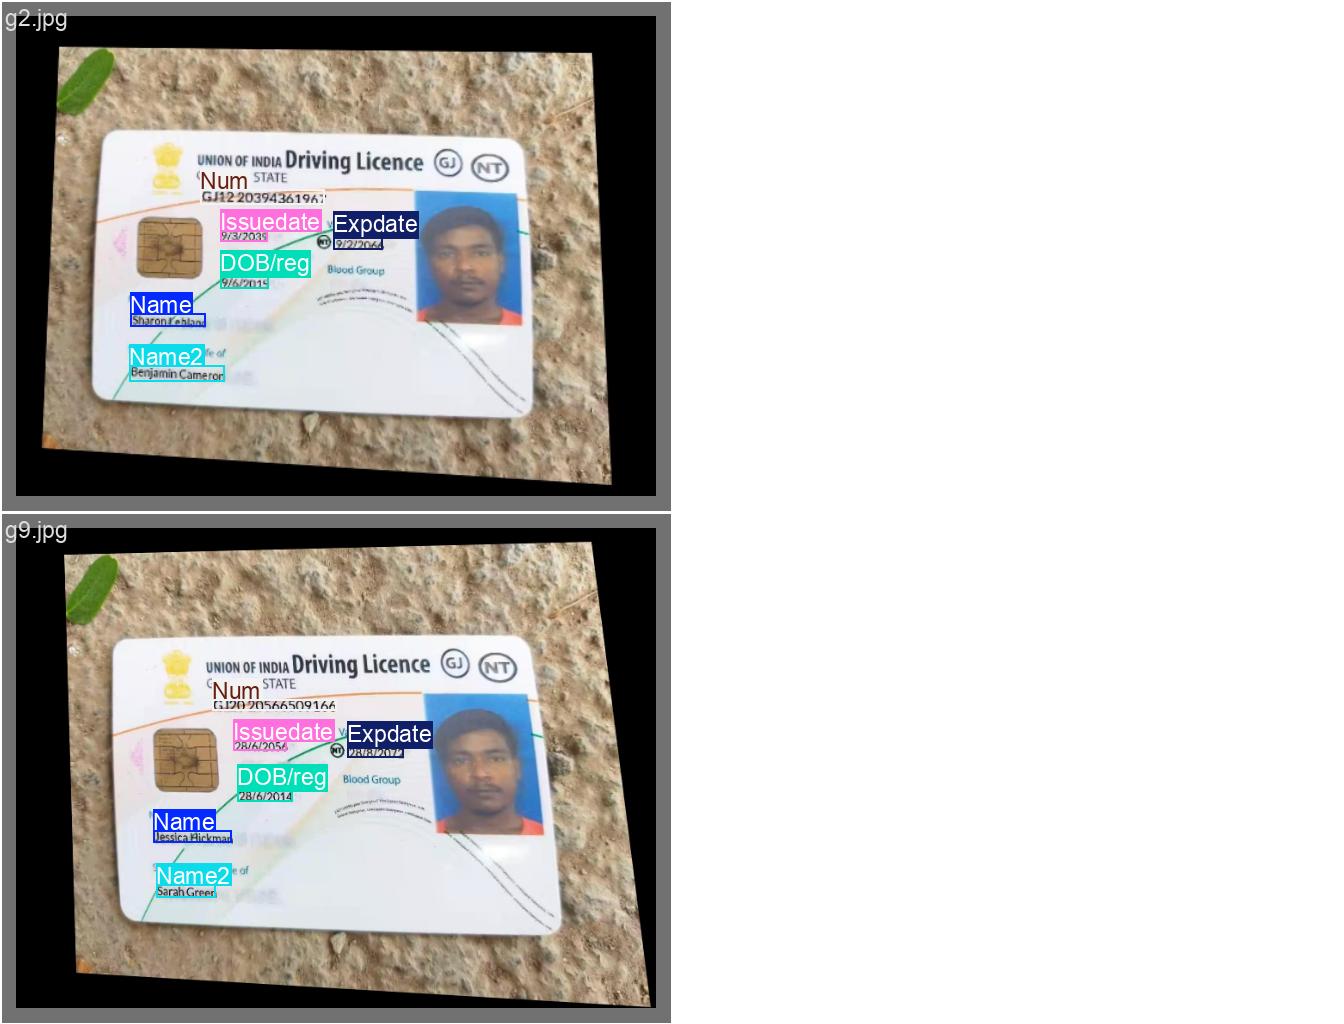 g2.jpg
UNION OF INDIA Driving Licence GJ NT
STATE
Num
GJ12 20394361967
Issuedate Expdate
9/3/2039 NT 9/2/2066
DOB/reg
Blood Group
9/6/2015
Name
Sharon Leblanc
Name2 fe of
Benjamin Cameron
g9.jpg
UNION OF INDIA Driving Licence GJ NT
STATE
Num
GJ20 20566509166
Issuedate Expdate
28/6/2056 NT 28/8/2072
DOB/reg
Blood Group
28/6/2014
Name
Jessica Hickman
Name2 e of
Sarah Green